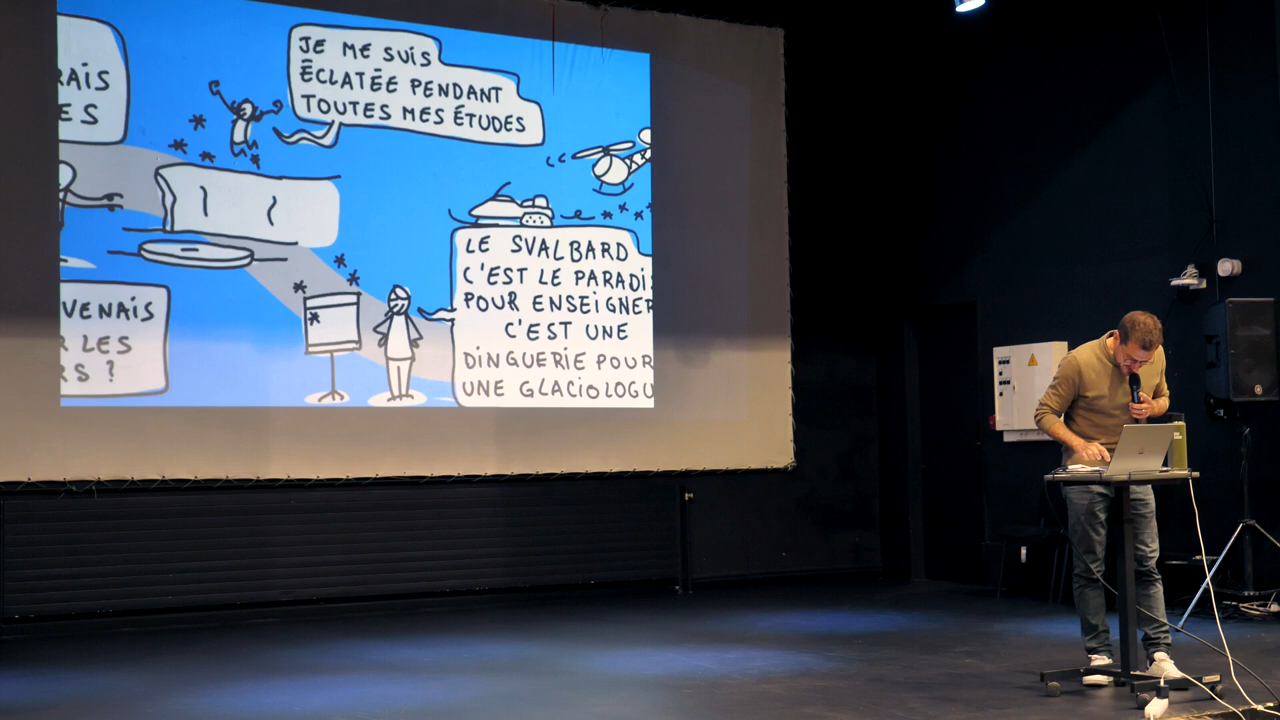 ES
JE ME SUIS
ÉCLATÉE PENDANT
TOUTES MES ÉTUDES
LE SVALBARD
C'EST LE PARADI
POUR ENSEIGNER
C'EST UNE
DINGUERIE POUR
UNE GLACIOLOGU
VENAIS
LES
S ?